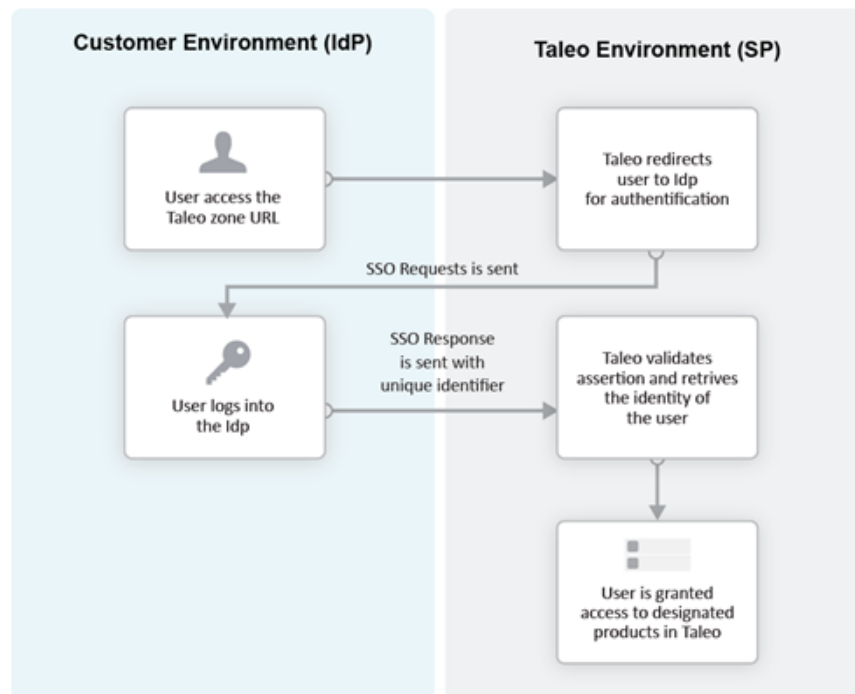 Customer Environment (IdP)
Taleo Environment (SP)
User access the
Taleo zone URL
Taleo redirects
user to Idp
for authentification
SSO Requests is sent
SSO Response
is sent with
unique identifier
User logs into
the Idp
Taleo validates
assertion and retrives
the identity of
the user
User is granted
access to designated
products in Taleo